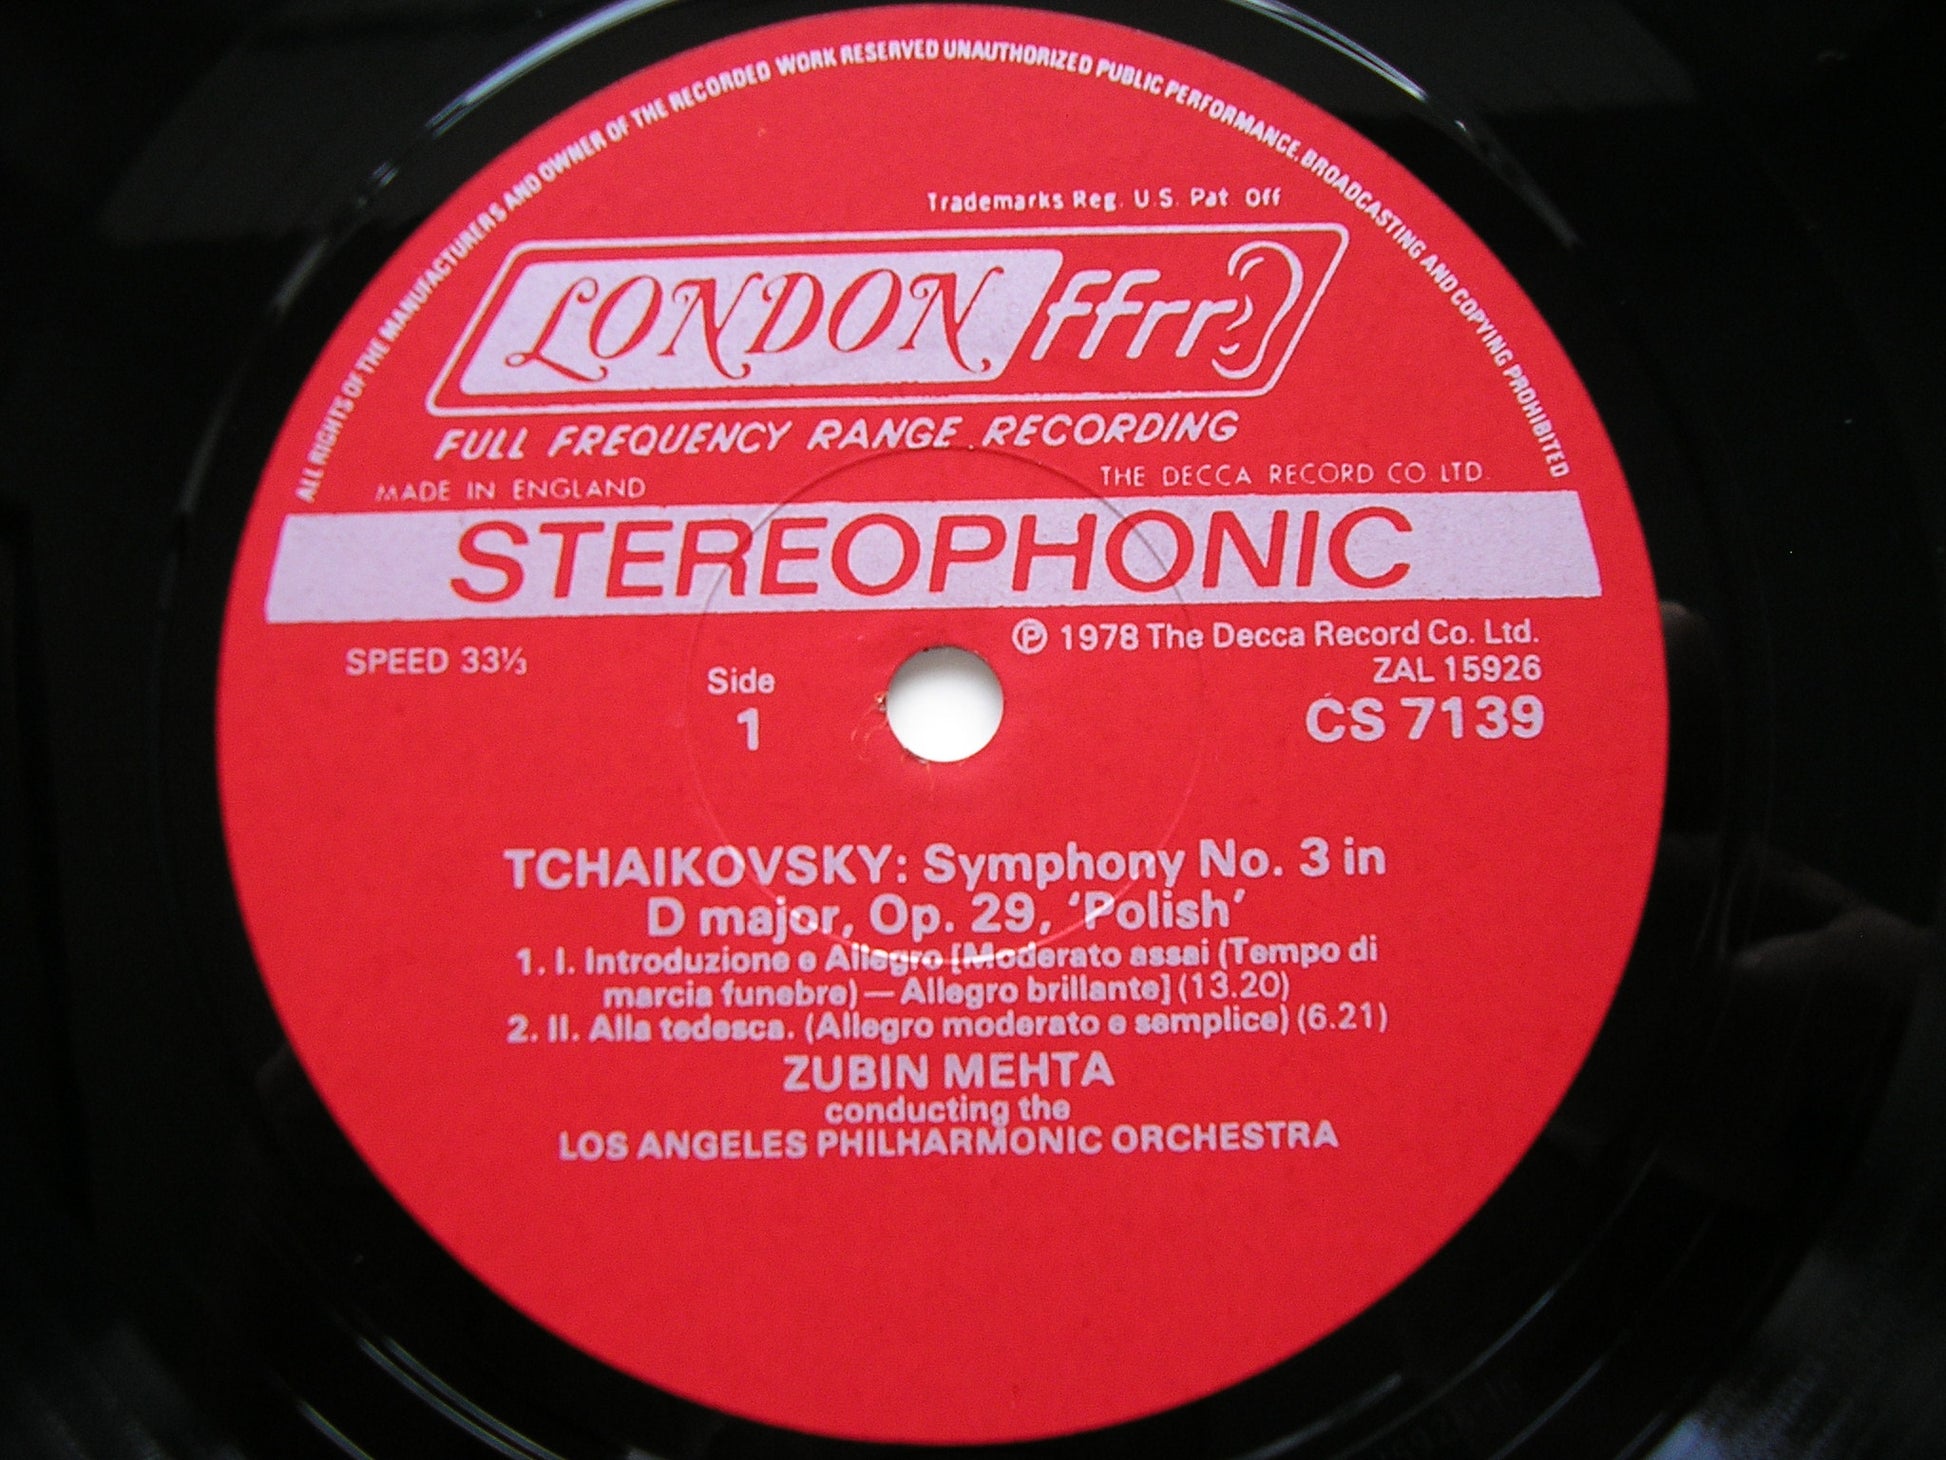 ALL RIGHTS OF THE MANUFACTURERS AND OWNER OF THE RECORDED WORK RESERVED UNAUTHORIZED PUBLIC PERFORMANCE. BROADCASTING AND COPYING PROHIBITED
Trademarks Reg. U.S. Pat. Off
LONDON ffrr
FULL FREQUENCY RANGE RECORDING
MADE IN ENGLAND THE DECCA RECORD CO. LTD.
STEREOPHONIC
SPEED 33⅓
℗ 1978 The Decca Record Co. Ltd.
ZAL 15926
Side
1
CS 7139
TCHAIKOVSKY: Symphony No. 3 in
D major, Op. 29, ‘Polish’
1. I. Introduzione e Allegro [Moderato assai (Tempo di
marcia funebre) — Allegro brillante] (13.20)
2. II. Alla tedesca. (Allegro moderato e semplice) (6.21)
ZUBIN MEHTA
conducting the
LOS ANGELES PHILHARMONIC ORCHESTRA